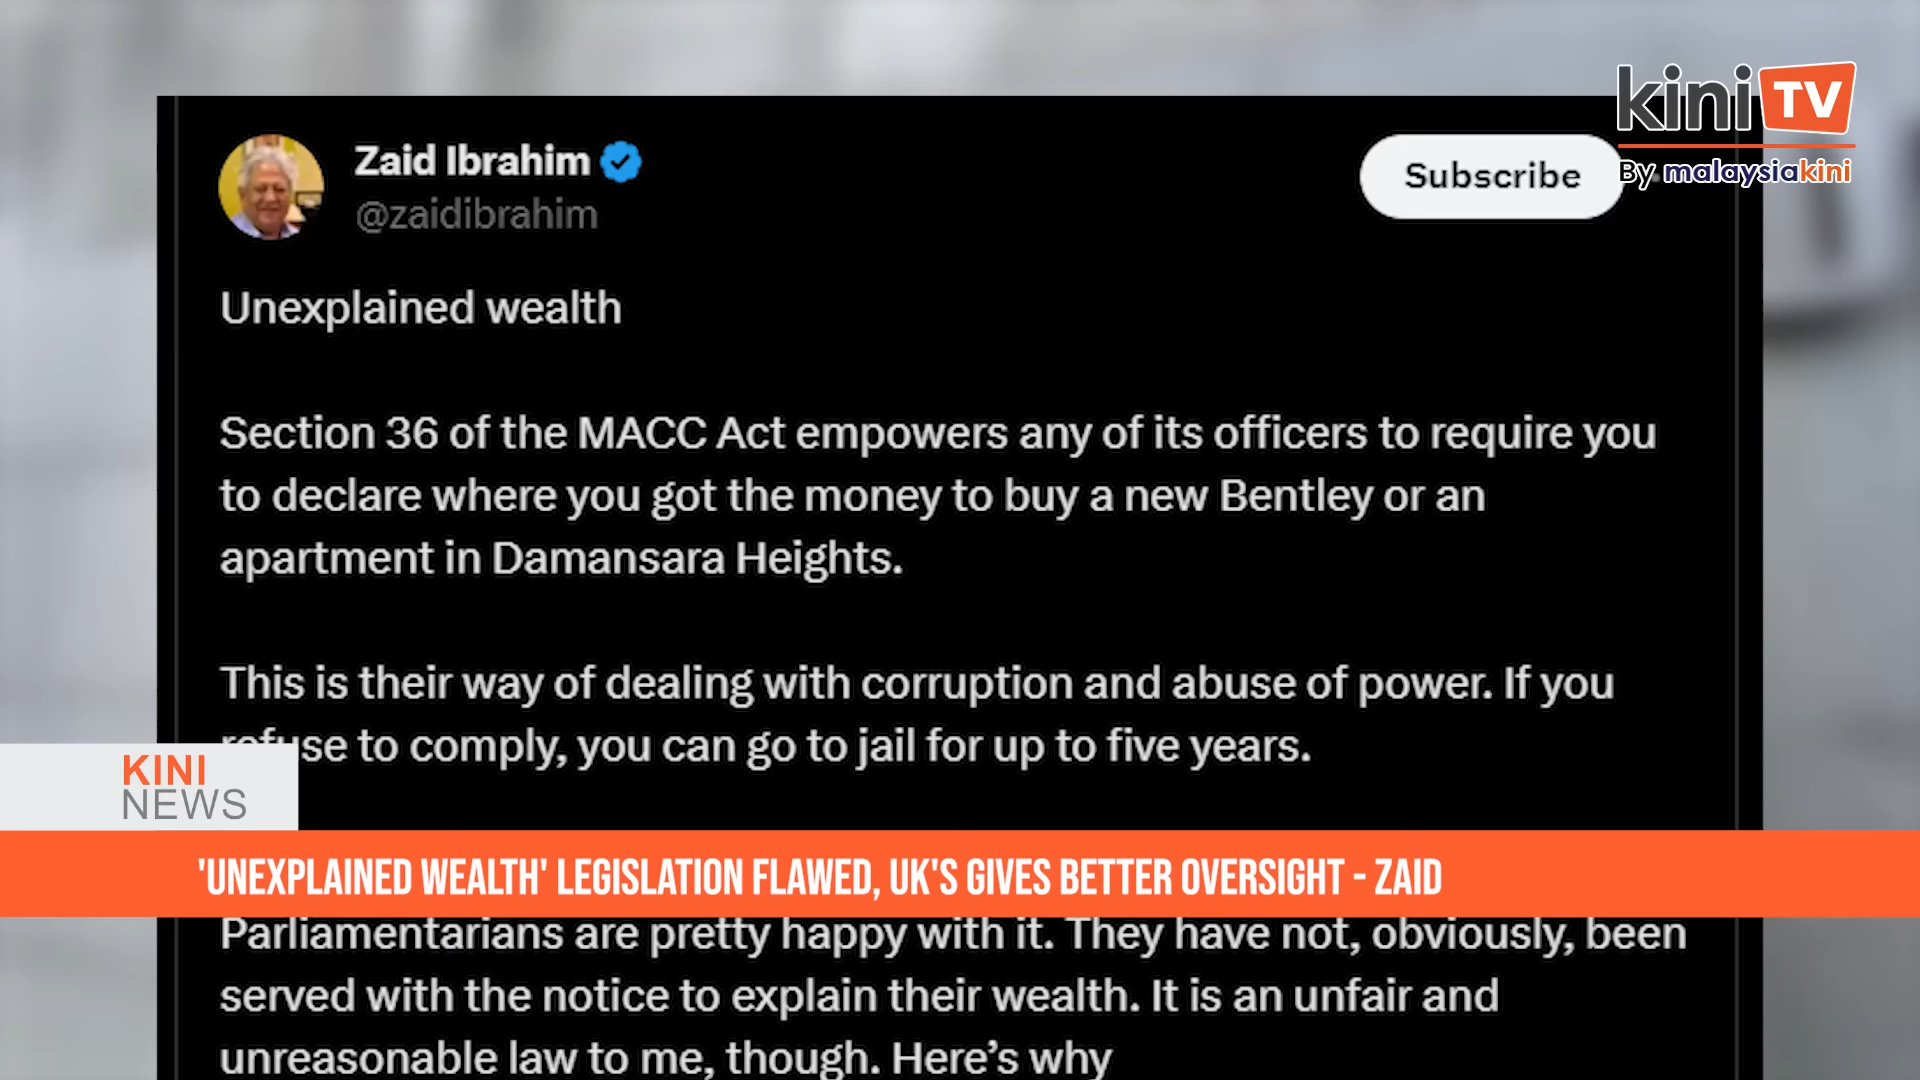 kini TV
By malaysiakini
Zaid Ibrahim
@zaidibrahim
Subscribe
Unexplained wealth
Section 36 of the MACC Act empowers any of its officers to require you
to declare where you got the money to buy a new Bentley or an
apartment in Damansara Heights.
This is their way of dealing with corruption and abuse of power. If you
refuse to comply, you can go to jail for up to five years.
KINI
NEWS
'UNEXPLAINED WEALTH' LEGISLATION FLAWED, UK'S GIVES BETTER OVERSIGHT - ZAID
Parliamentarians are pretty happy with it. They have not, obviously, been
served with the notice to explain their wealth. It is an unfair and
unreasonable law to me, though. Here’s why